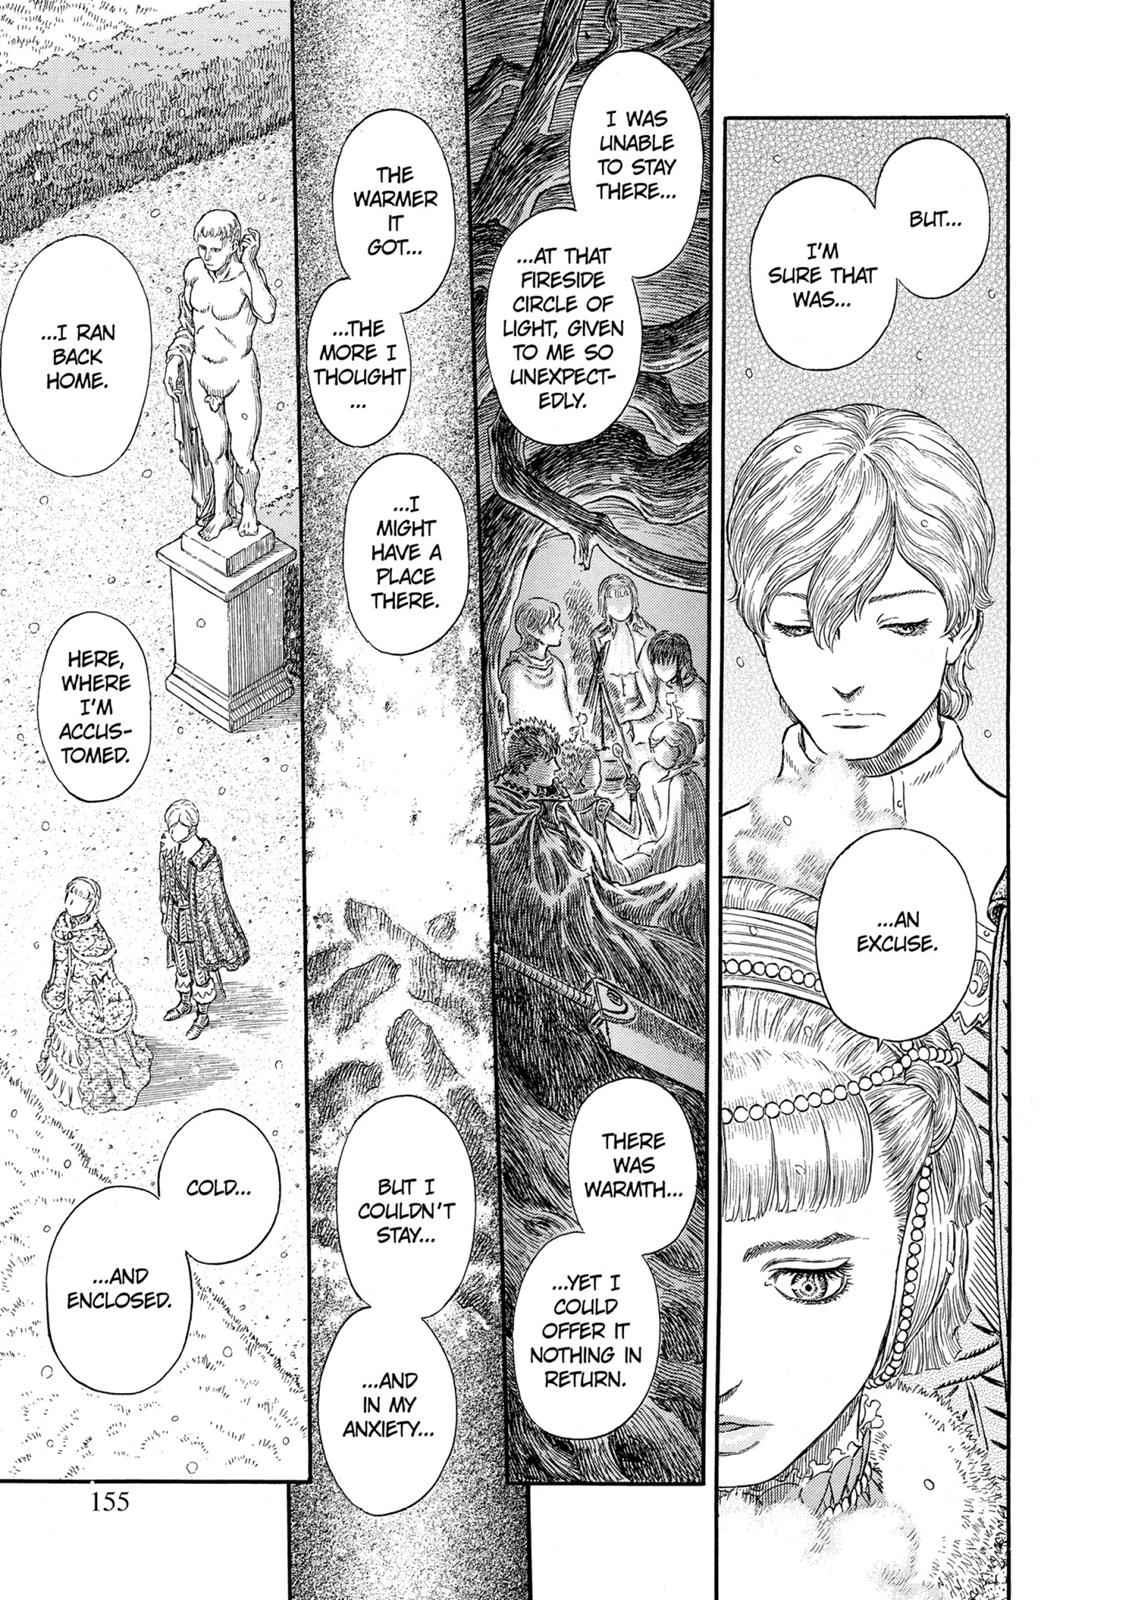 BUT...
I'M
SURE THAT
WAS...
...AN
EXCUSE.
I WAS
UNABLE
TO STAY
THERE...
...AT THAT
FIRESIDE
CIRCLE OF
LIGHT, GIVEN
TO ME SO
UNEXPECT-
EDLY.
THERE
WAS
WARMTH...
...YET I
COULD
OFFER IT
NOTHING IN
RETURN.
THE
WARMER
IT
GOT...
...THE
MORE I
THOUGHT
...
...I
MIGHT
HAVE A
PLACE
THERE.
BUT I
COULDN'T
STAY...
...AND
IN MY
ANXIETY...
...I RAN
BACK
HOME.
HERE,
WHERE
I'M
ACCUS-
TOMED.
COLD...
...AND
ENCLOSED.
155